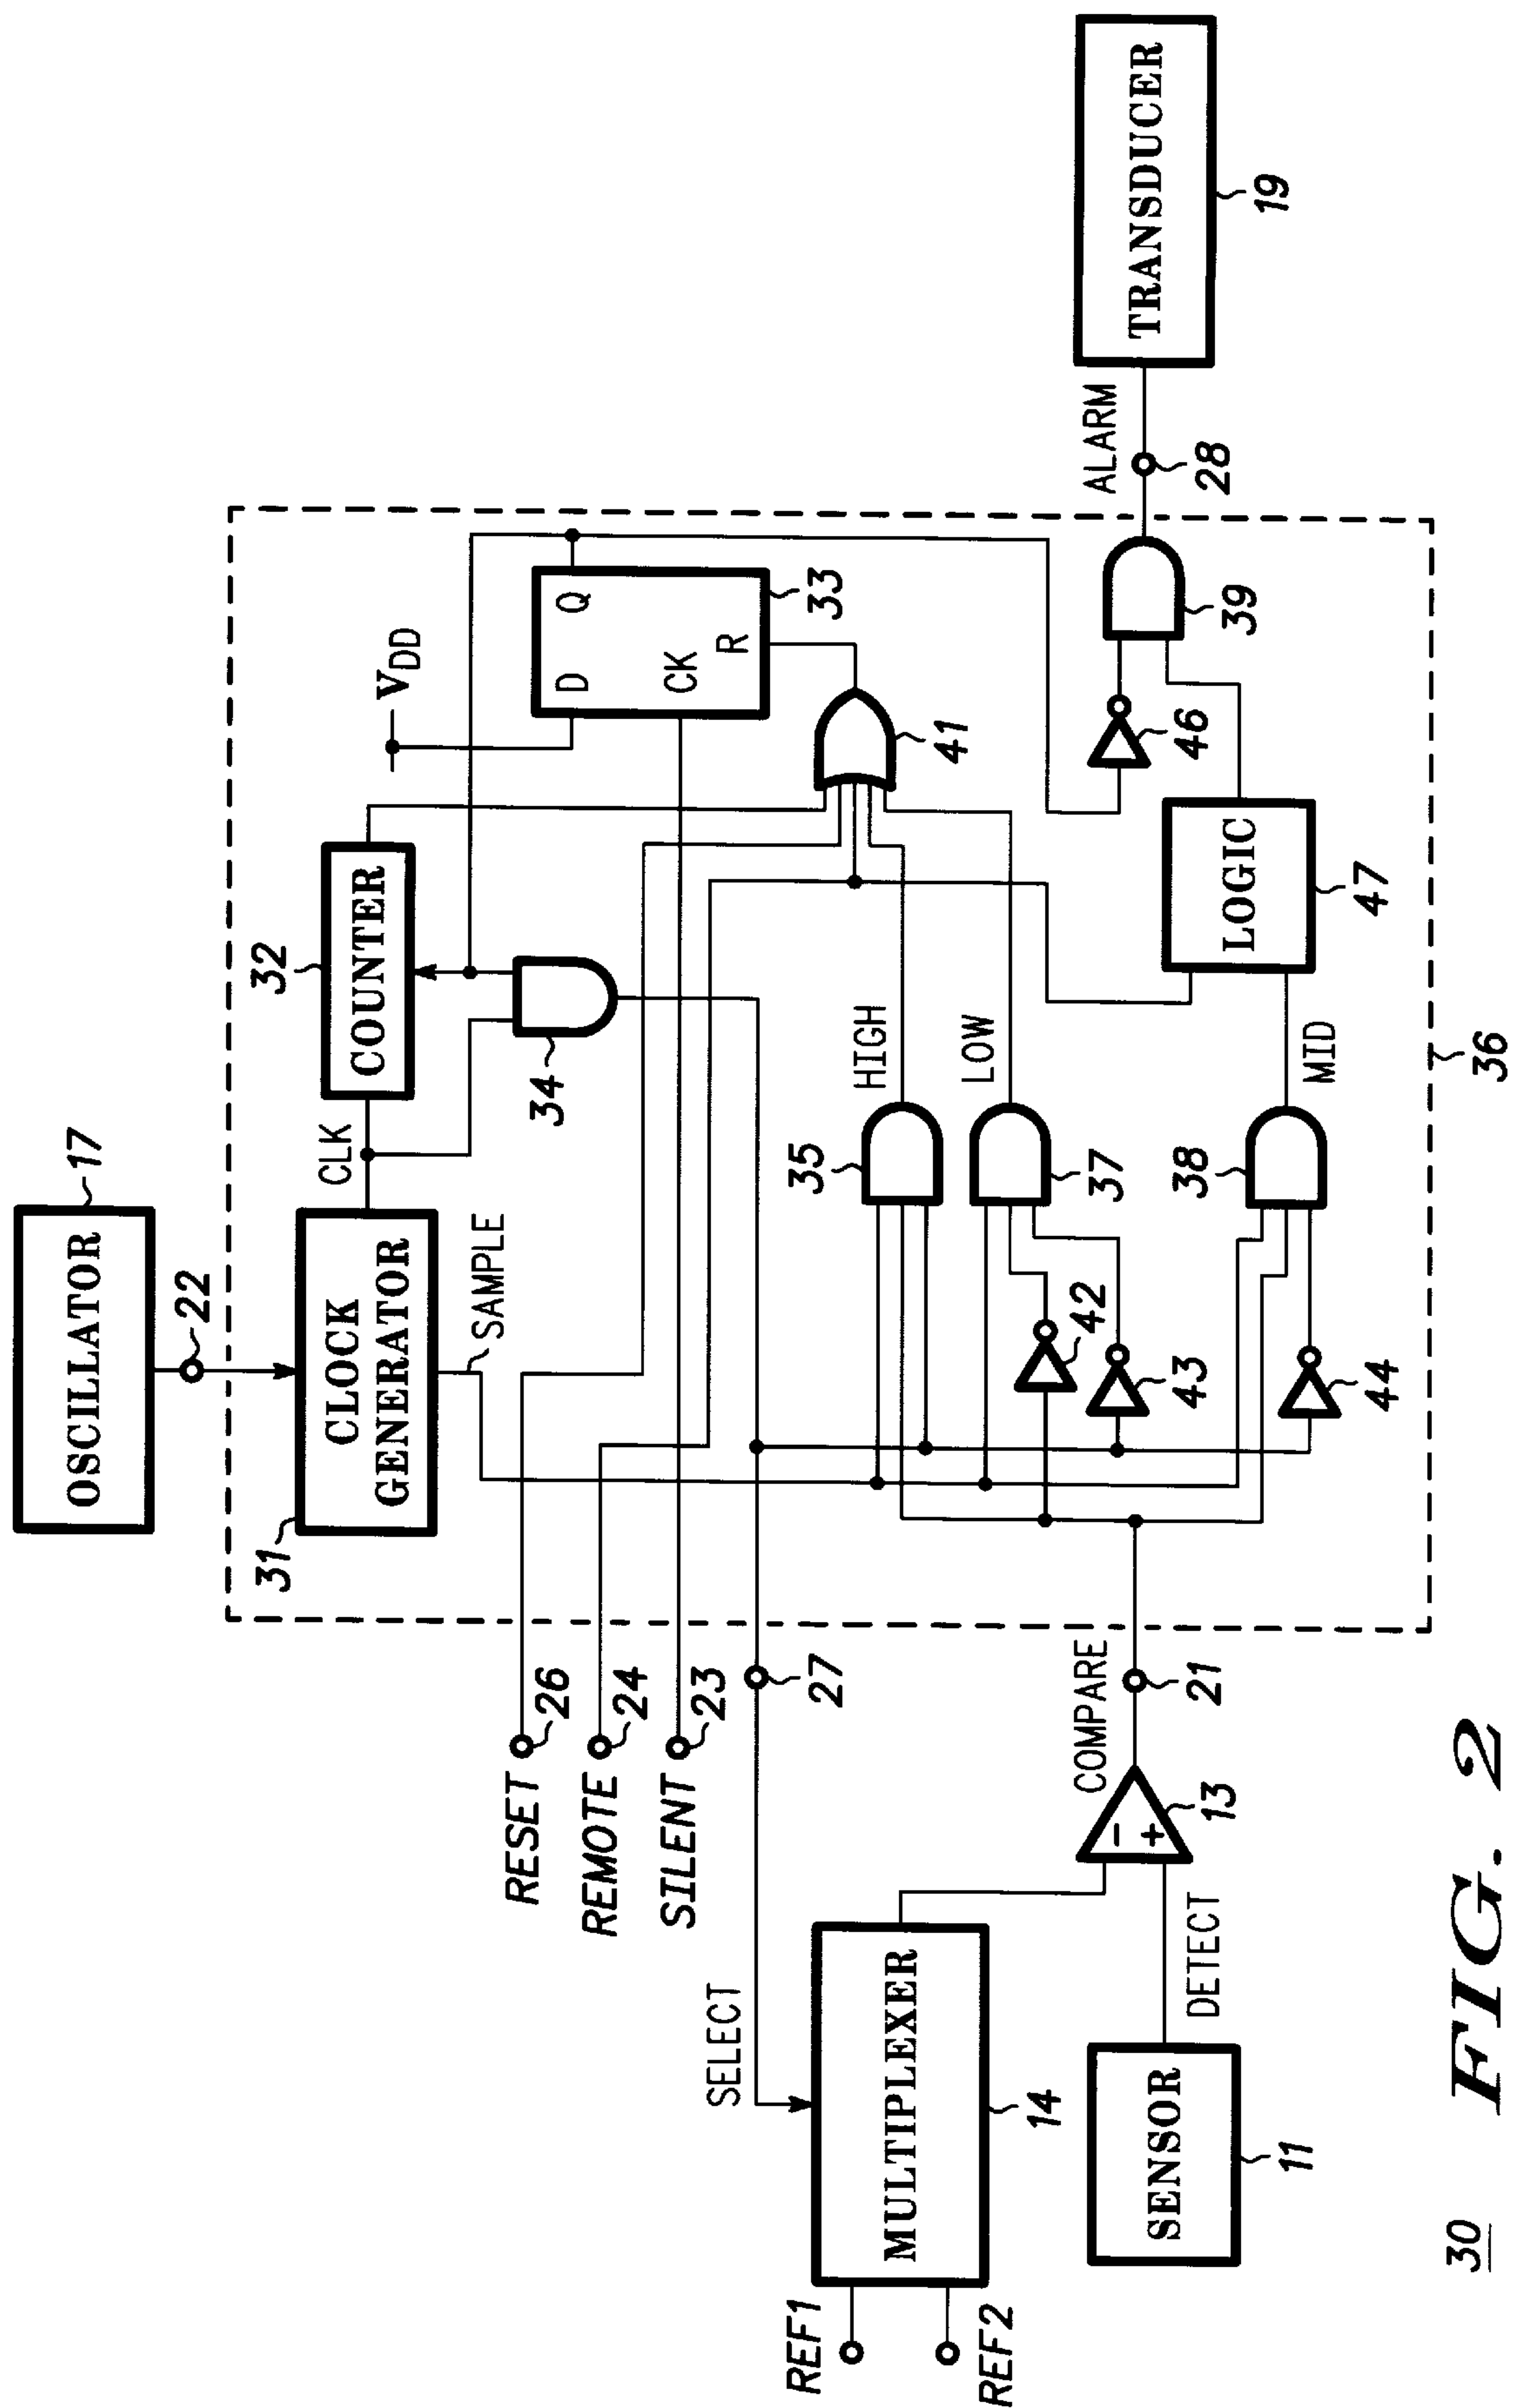 OSCILLATOR
17
22
31
CLOCK
GENERATOR
CLK
SAMPLE
32
COUNTER
34
VDD
D
Q
CK
R
33
RESET
26
REMOTE
24
SILENT
23
27
SELECT
41
HIGH
35
LOW
37
42
43
MID
38
44
LOGIC
47
46
39
ALARM
28
TRANSDUCER
19
36
REF1
REF2
MULTIPLEXER
14
COMPARE
21
−
+
13
DETECT
SENSOR
11
30
FIG. 2